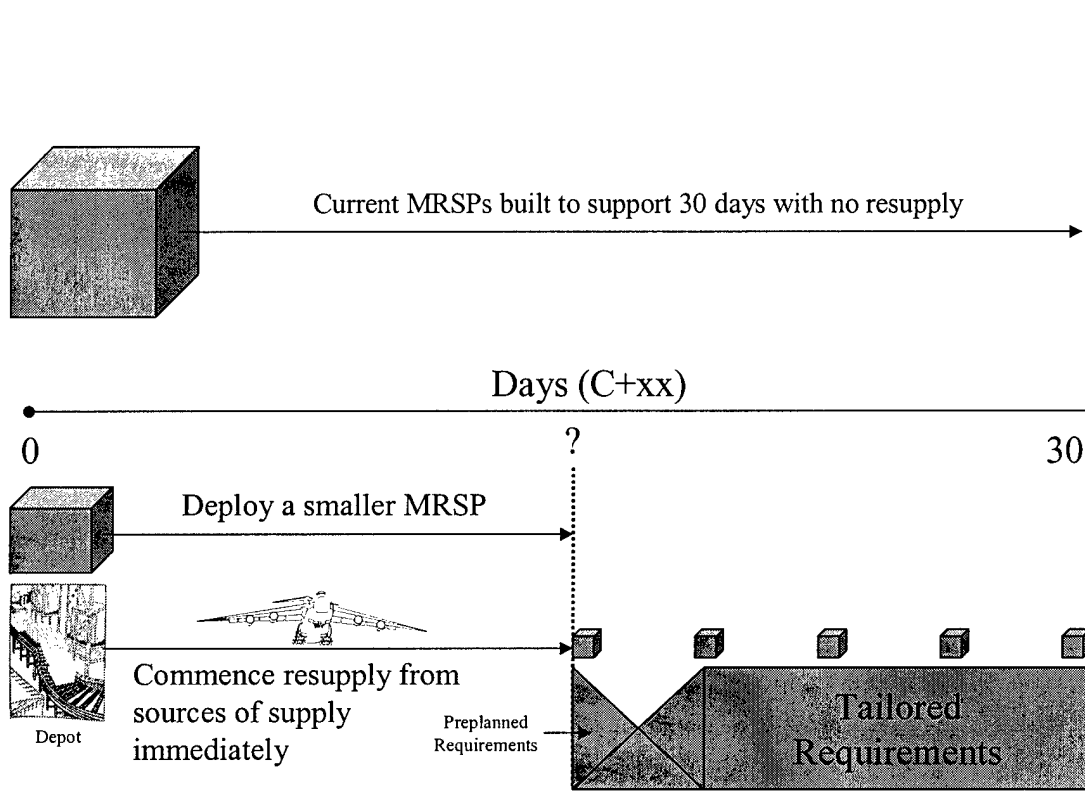 Current MRSPs built to support 30 days with no resupply
Days (C+xx)
0
?
30
Deploy a smaller MRSP
Commence resupply from
sources of supply
immediately
Depot
Preplanned
Requirements
Tailored
Requirements